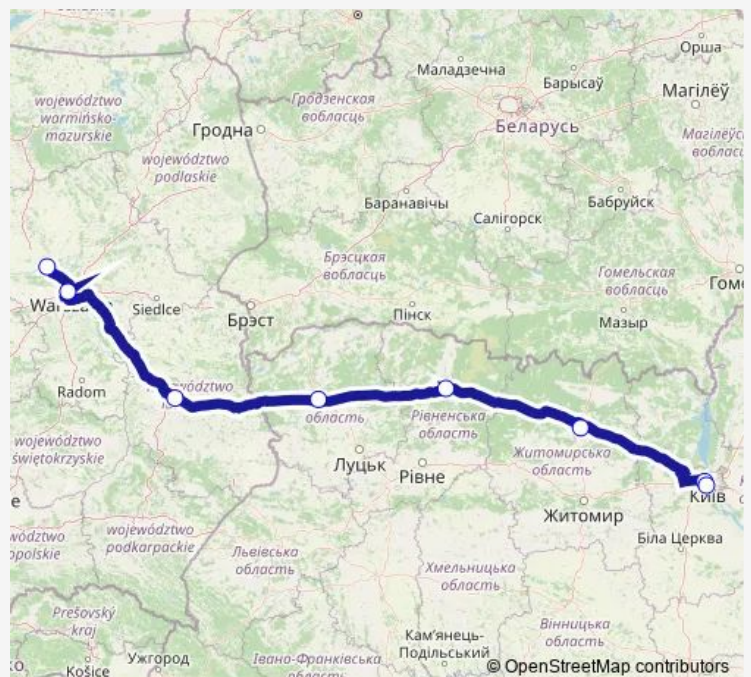 Орша
Маладзечна
Барысаў
Магілёў
województwo
warmińsko-
mazurskie
Гродзенская
вобласць
Гродна
Беларусь
województwo
podlaskie
Баранавічы
Бабруйск
Салігорск
Брэсцкая
вобласць
Гомельская
вобласць
Siedlce
Брэст
Пінск
Мазыр
Radom
область
Рівненська
область
województwo
świętokrzyskie
Луцьк
Рівне
Житомирська
область
Київ
Житомир
województwo
podkarpackie
Біла Церква
Львівська
область
Хмельницька
область
Prešovský
kraj
Вінницька
область
Кам'янець-
Подільський
Ужгород
Košice
Івано-Франківська
© OpenStreetMap contributors